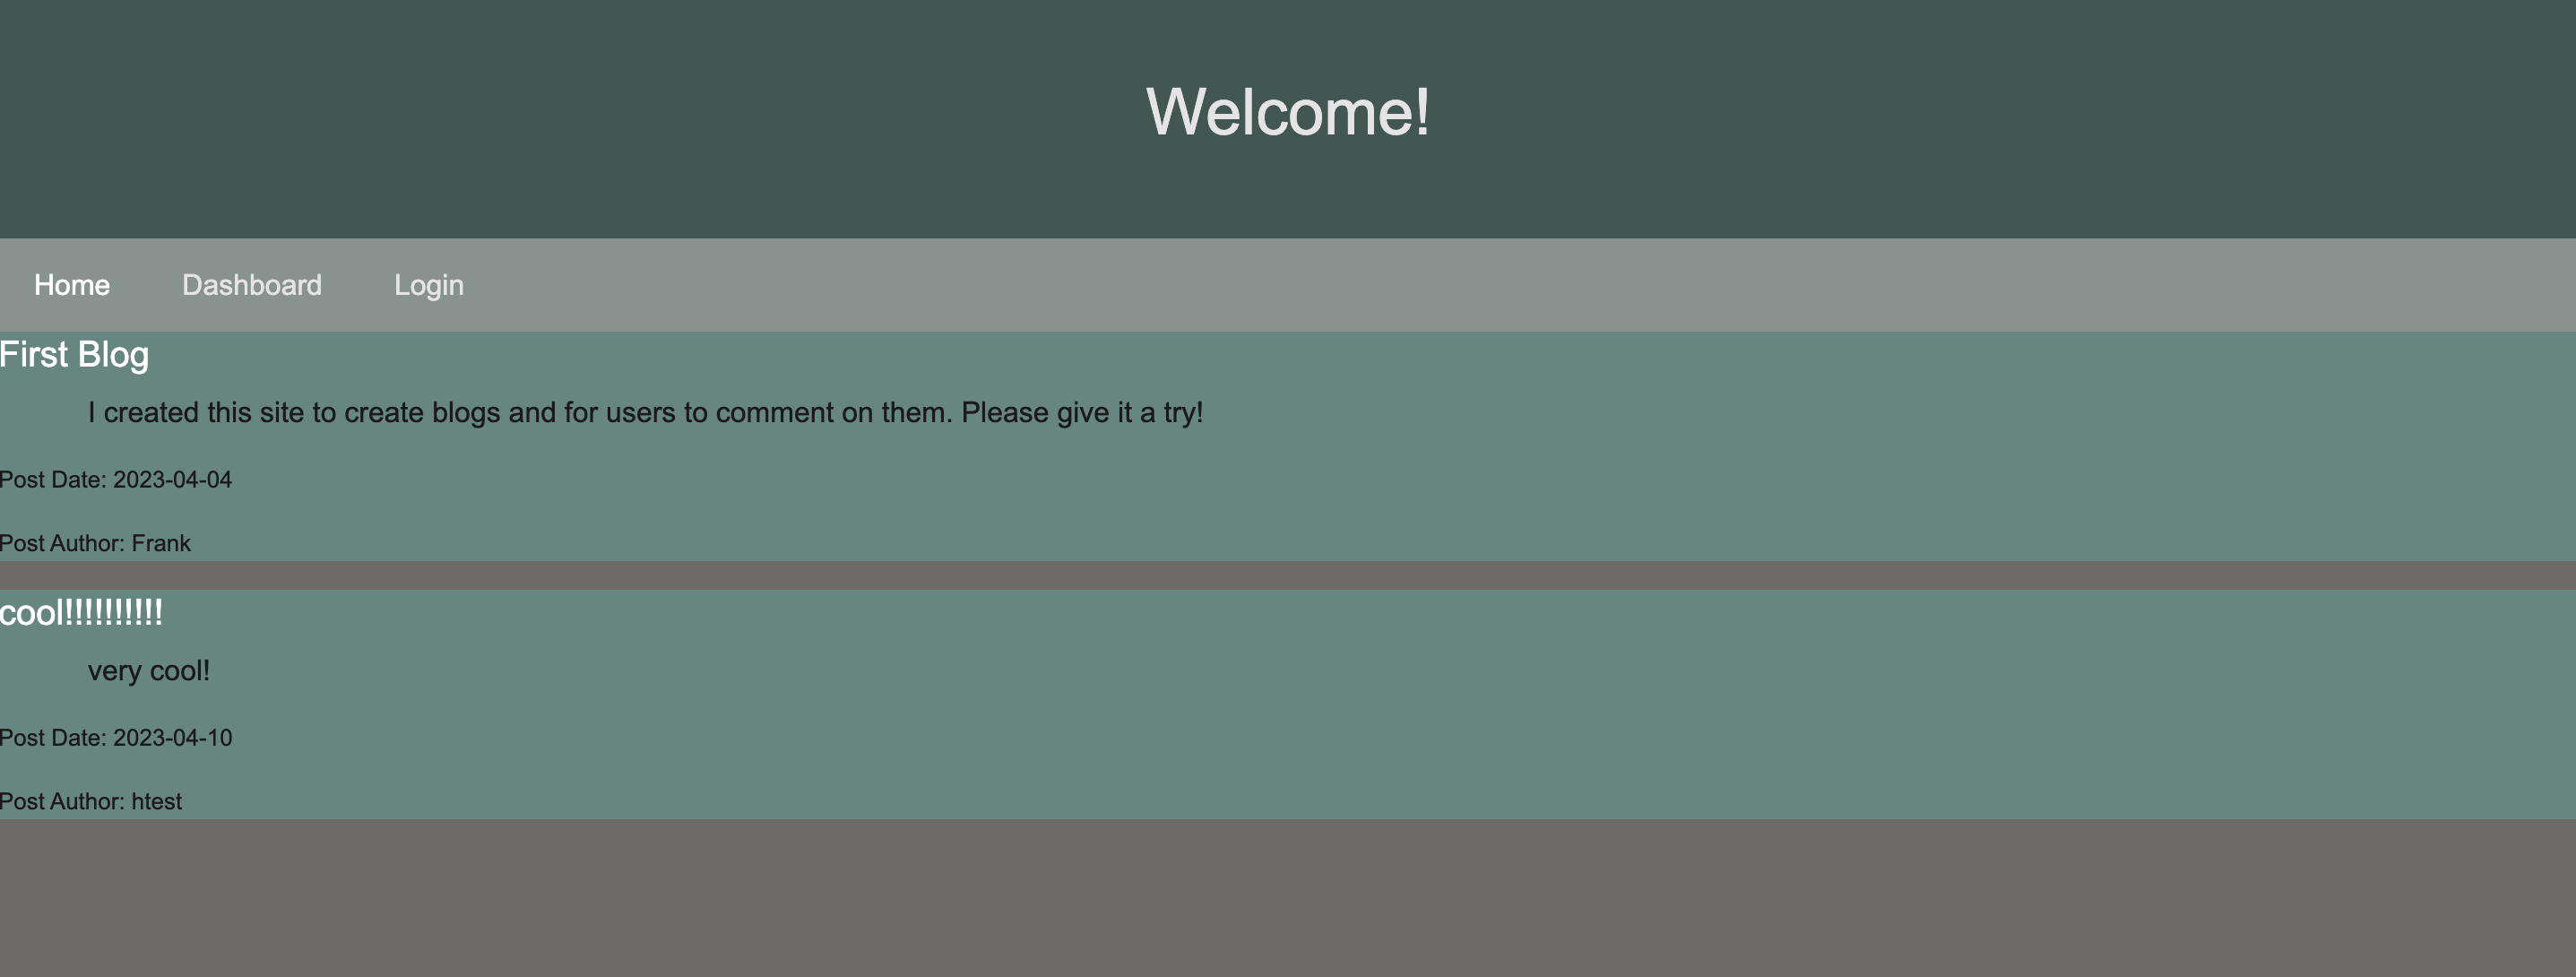 Welcome!
Home Dashboard Login
First Blog
I created this site to create blogs and for users to comment on them. Please give it a try!
Post Date: 2023-04-04
Post Author: Frank
cool!!!!!!!!!!
very cool!
Post Date: 2023-04-10
Post Author: htest